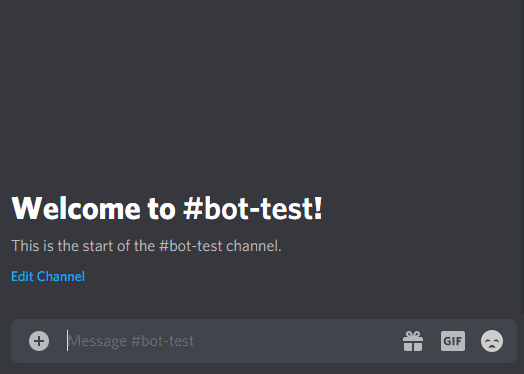 Welcome to #bot-test!
This is the start of the #bot-test channel.
Edit Channel
Message #bot-test
GIF